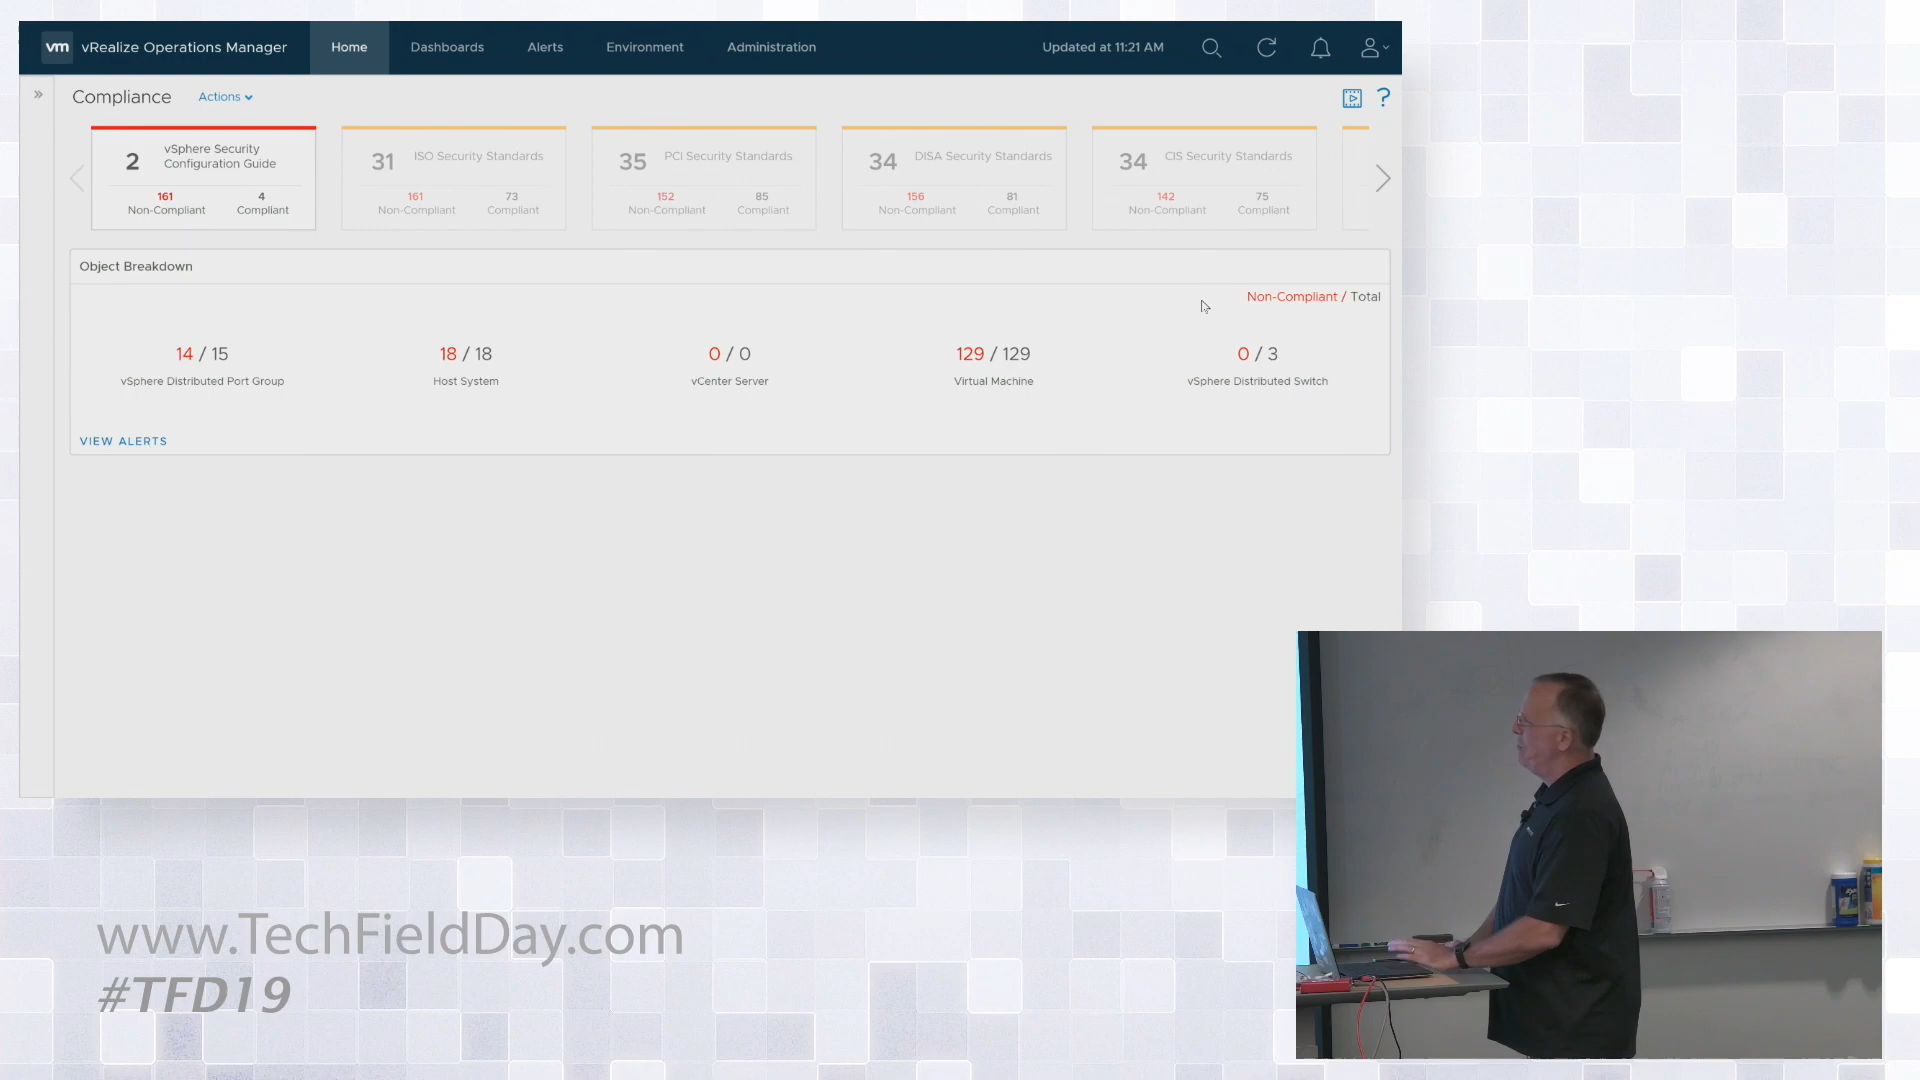 vm vRealize Operations Manager Home Dashboards Alerts Environment Administration Updated at 11:21 AM
» Compliance Actions ?
2 vSphere Security Configuration Guide
161 Non-Compliant 4 Compliant
31 ISO Security Standards
161 Non-Compliant 73 Compliant
35 PCI Security Standards
152 Non-Compliant 85 Compliant
34 DISA Security Standards
156 Non-Compliant 81 Compliant
34 CIS Security Standards
142 Non-Compliant 75 Compliant
Object Breakdown
Non-Compliant / Total
14 / 15 18 / 18 0 / 0 129 / 129 0 / 3
vSphere Distributed Port Group Host System vCenter Server Virtual Machine vSphere Distributed Switch
VIEW ALERTS
www.TechFieldDay.com
#TFD19